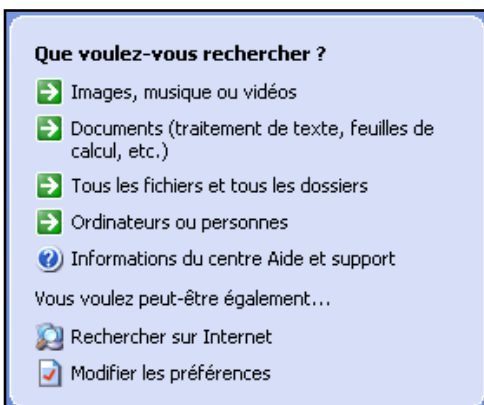 Que voulez-vous rechercher ?
Images, musique ou vidéos
Documents (traitement de texte, feuilles de
calcul, etc.)
Tous les fichiers et tous les dossiers
Ordinateurs ou personnes
Informations du centre Aide et support
Vous voulez peut-être également...
Rechercher sur Internet
Modifier les préférences